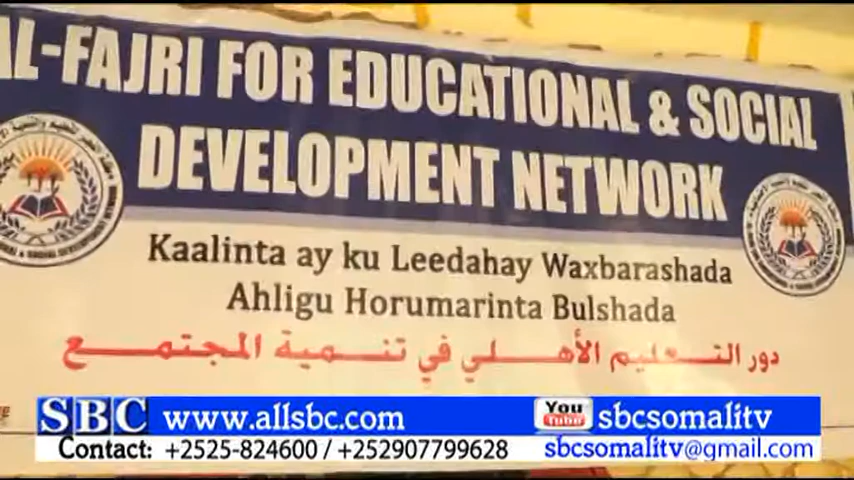 AL-FAJRI FOR EDUCATIONAL & SOCIAL
DEVELOPMENT NETWORK
Kaalinta ay ku Leedahay Waxbarashada
Ahligu Horumarinta Bulshada
دور التعليم الأهلي في تنمية المجتمع
SBC www.allsbc.com You Tube sbcsomalitv
Contact: +2525-824600 / +252907799628 sbcsomalitv@gmail.com